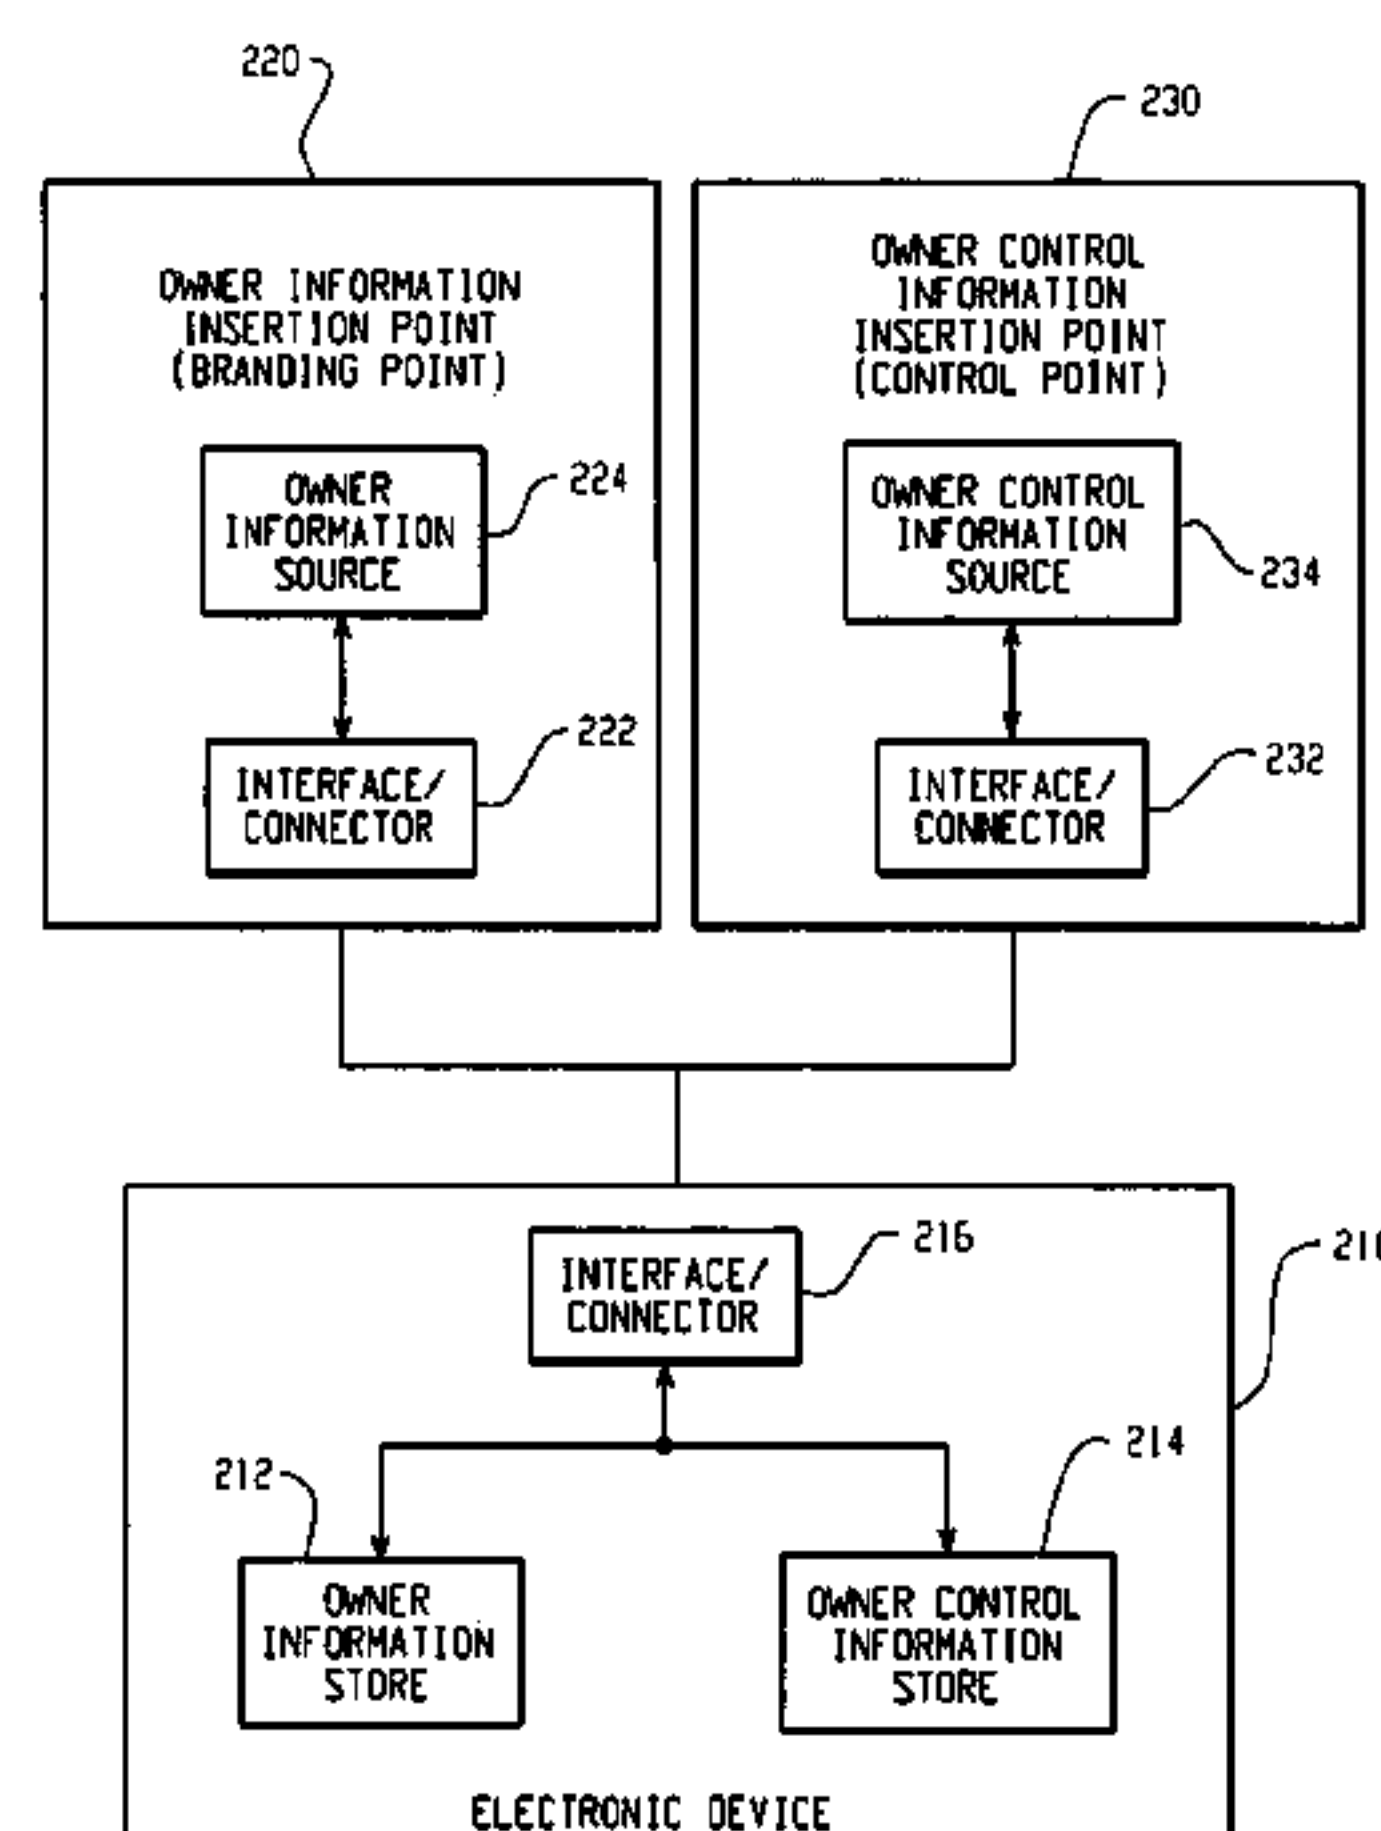 220
230
OWNER INFORMATION
INSERTION POINT
(BRANDING POINT)
OWNER CONTROL
INFORMATION
INSERTION POINT
(CONTROL POINT)
OWNER
INFORMATION
SOURCE
224
OWNER CONTROL
INFORMATION
SOURCE
234
INTERFACE/
CONNECTOR
222
INTERFACE/
CONNECTOR
232
INTERFACE/
CONNECTOR
216
212
214
OWNER
INFORMATION
STORE
OWNER CONTROL
INFORMATION
STORE
ELECTRONIC DEVICE